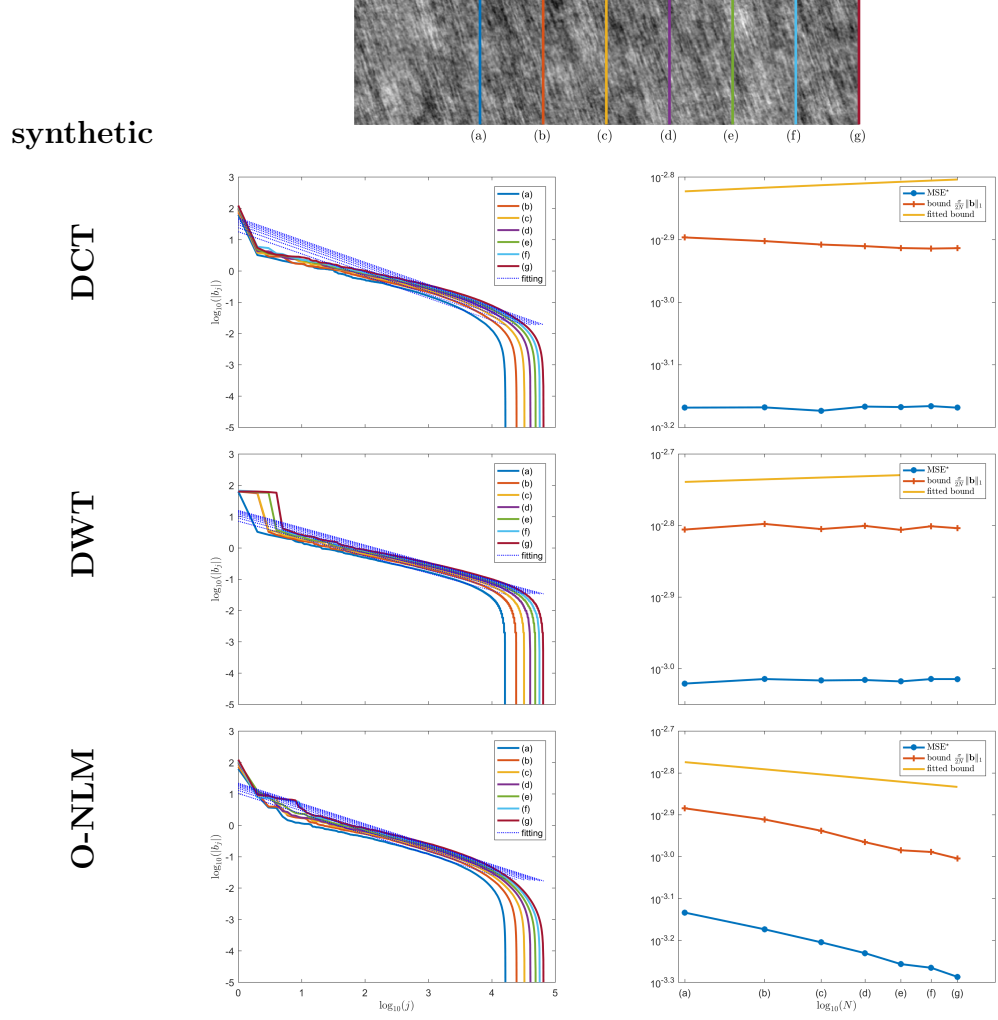 (a) (b) (c) (d) (e) (f) (g)
synthetic
DCT
3
2
1
0
-1
-2
-3
-4
-5
log₁₀(|b_j|)
(a)
(b)
(c)
(d)
(e)
(f)
(g)
fitting
10^-2.8
10^-2.9
10^-3.0
10^-3.1
10^-3.2
MSE*
bound σ/2N ‖b‖₁
fitted bound
DWT
3
2
1
0
-1
-2
-3
-4
-5
log₁₀(|b_j|)
(a)
(b)
(c)
(d)
(e)
(f)
(g)
fitting
10^-2.7
10^-2.8
10^-2.9
10^-3.0
MSE*
bound σ/2N ‖b‖₁
fitted bound
O-NLM
3
2
1
0
-1
-2
-3
-4
-5
log₁₀(|b_j|)
(a)
(b)
(c)
(d)
(e)
(f)
(g)
fitting
0 1 2 3 4 5
log₁₀(j)
10^-2.7
10^-2.8
10^-2.9
10^-3.0
10^-3.1
10^-3.2
10^-3.3
MSE*
bound σ/2N ‖b‖₁
fitted bound
(a) (b) (c) (d) (e) (f) (g)
log₁₀(N)